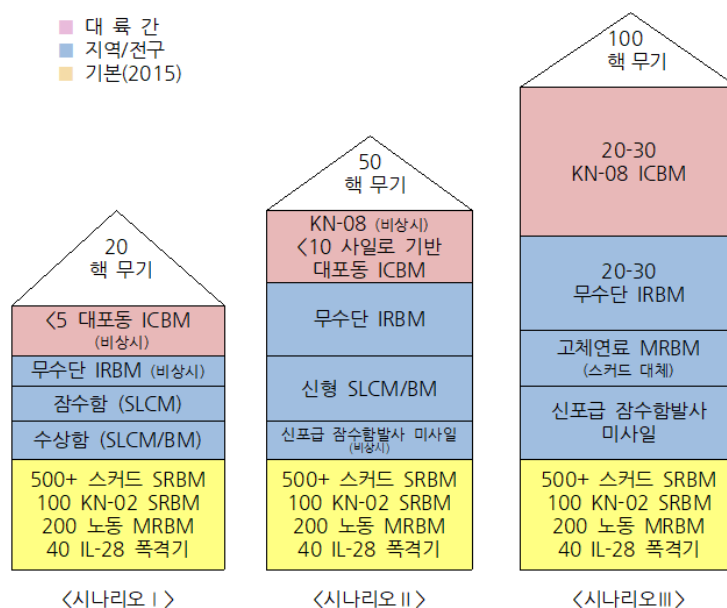 대 륙 간
지역/전구
기본(2015)
20
핵 무기
<5 대포동 ICBM
(비상시)
무수단 IRBM (비상시)
잠수함 (SLCM)
수상함 (SLCM/BM)
500+ 스커드 SRBM
100 KN-02 SRBM
200 노동 MRBM
40 IL-28 폭격기
<시나리오Ⅰ>
50
핵 무기
KN-08 (비상시)
<10 사일로 기반
대포동 ICBM
무수단 IRBM
신형 SLCM/BM
신포급 잠수함발사 미사일
(비상시)
500+ 스커드 SRBM
100 KN-02 SRBM
200 노동 MRBM
40 IL-28 폭격기
<시나리오Ⅱ>
100
핵 무기
20-30
KN-08 ICBM
20-30
무수단 IRBM
고체연료 MRBM
(스커드 대체)
신포급 잠수함발사
미사일
500+ 스커드 SRBM
100 KN-02 SRBM
200 노동 MRBM
40 IL-28 폭격기
<시나리오Ⅲ>